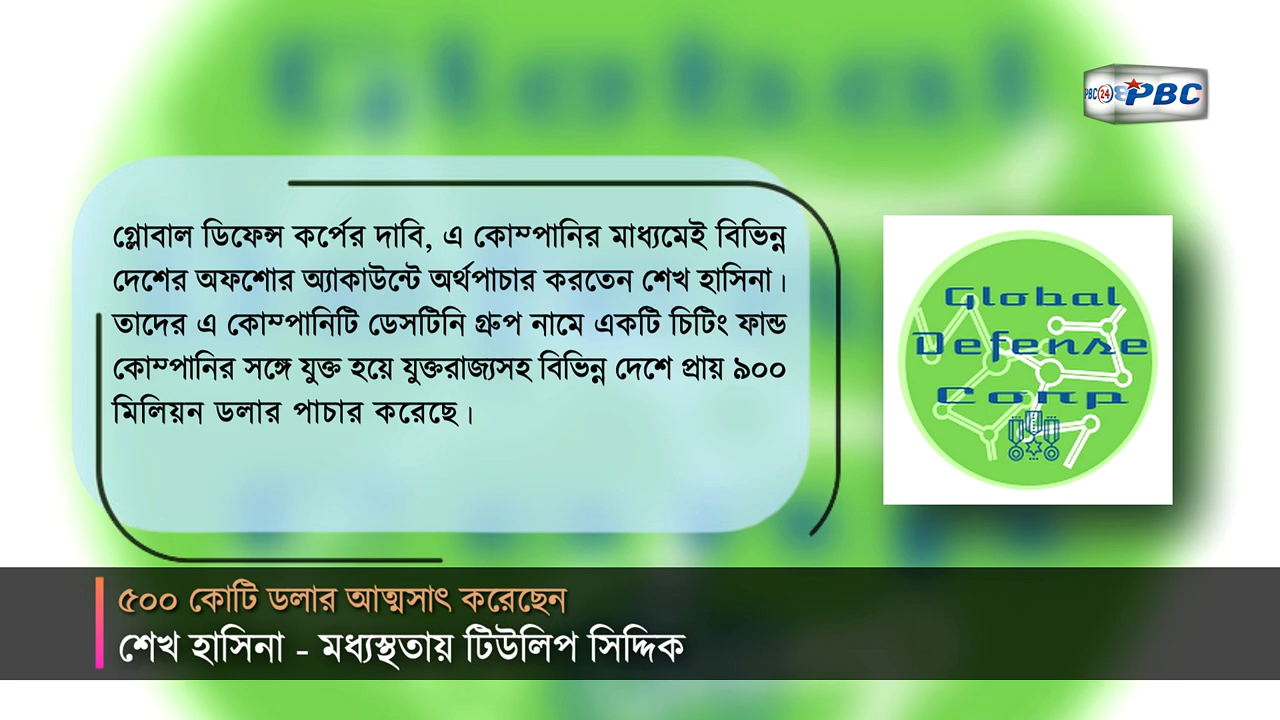 PBC 24 PBC
গ্লোবাল ডিফেন্স কর্পের দাবি, এ কোম্পানির মাধ্যমেই বিভিন্ন
দেশের অফশোর অ্যাকাউন্টে অর্থপাচার করতেন শেখ হাসিনা।
তাদের এ কোম্পানিটি ডেসটিনি গ্রুপ নামে একটি চিটিং ফান্ড
কোম্পানির সঙ্গে যুক্ত হয়ে যুক্তরাজ্যসহ বিভিন্ন দেশে প্রায় ৯০০
মিলিয়ন ডলার পাচার করেছে।
Global
Defense
Corp
৫০০ কোটি ডলার আত্মসাৎ করেছেন
শেখ হাসিনা - মধ্যস্থতায় টিউলিপ সিদ্দিক